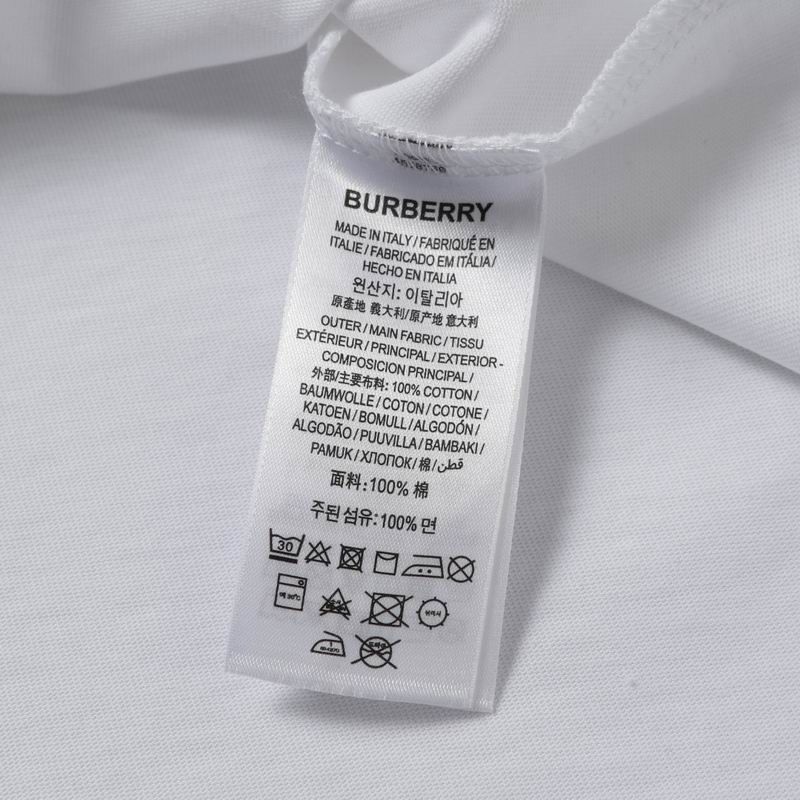 BURBERRY
MADE IN ITALY / FABRIQUÉ EN
ITALIE / FABRICADO EM ITÁLIA /
HECHO EN ITALIA
원산지: 이탈리아
原產地 義大利/原产地 意大利
OUTER / MAIN FABRIC / TISSU
EXTÉRIEUR / PRINCIPAL / EXTERIOR -
COMPOSICION PRINCIPAL /
外部/主要布料: 100% COTTON /
BAUMWOLLE / COTON / COTONE /
KATOEN / BOMULL / ALGODÓN /
ALGODÃO / PUUVILLA / BAMBAKI /
PAMUK / ХЛОПОК / 棉 / قطن
面料:100% 棉
주된 섬유:100% 면
30
약 30℃